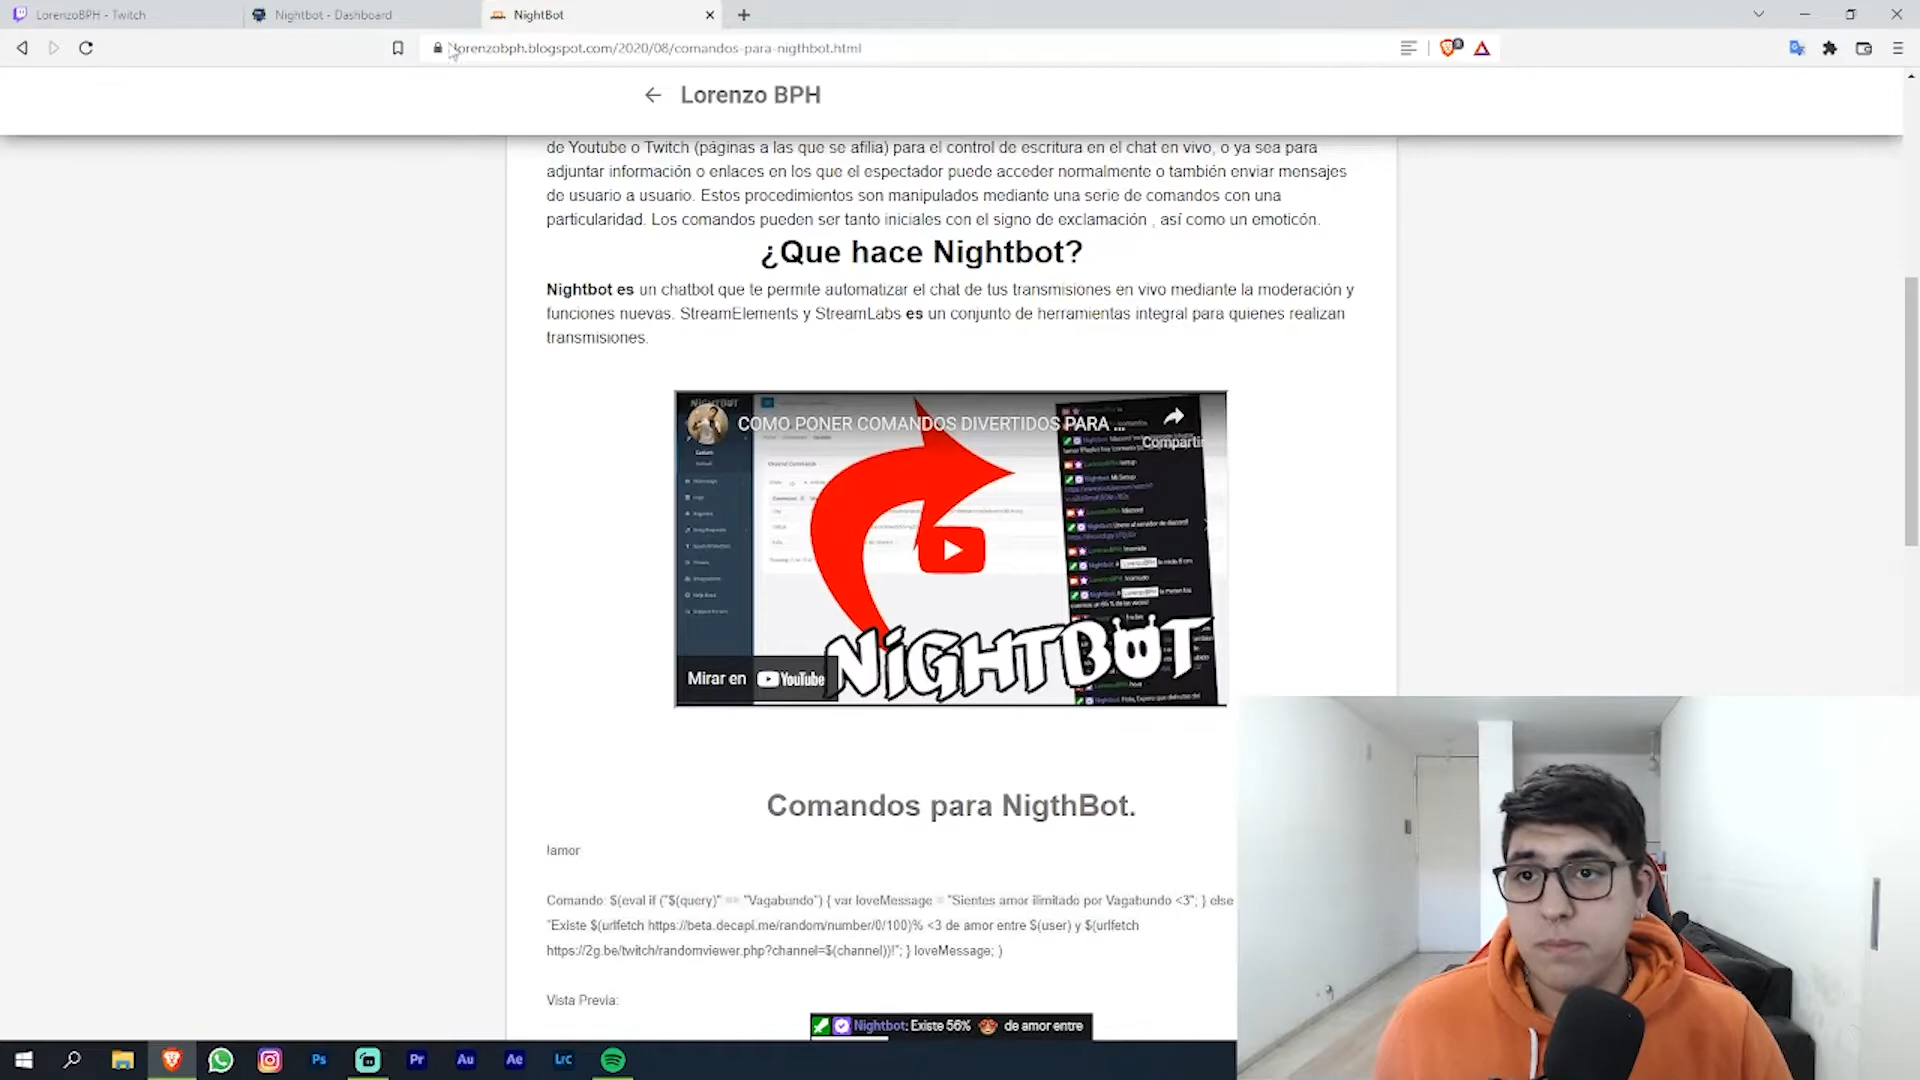 LorenzoBPH - Twitch
Nightbot - Dashboard
NightBot
lorenzobph.blogspot.com/2020/08/comandos-para-nigthbot.html
Lorenzo BPH
de Youtube o Twitch (páginas a las que se afilia) para el control de escritura en el chat en vivo, o ya sea para
adjuntar información o enlaces en los que el espectador puede acceder normalmente o también enviar mensajes
de usuario a usuario. Estos procedimientos son manipulados mediante una serie de comandos con una
particularidad. Los comandos pueden ser tanto iniciales con el signo de exclamación , así como un emoticón.
¿Que hace Nightbot?
Nightbot es un chatbot que te permite automatizar el chat de tus transmisiones en vivo mediante la moderación y
funciones nuevas. StreamElements y StreamLabs es un conjunto de herramientas integral para quienes realizan
transmisiones.
COMO PONER COMANDOS DIVERTIDOS PARA ...
Compartir
NIGHTBOT
Mirar en YouTube
Comandos para NigthBot.
!amor
Comando: $(eval if ("$(query)" == "Vagabundo") { var loveMessage = "Sientes amor ilimitado por Vagabundo <3"; } else
"Existe $(urlfetch https://beta.decapi.me/random/number/0/100)% <3 de amor entre $(user) y $(urlfetch
https://2g.be/twitch/randomviewer.php?channel=$(channel))!"; } loveMessage; )
Vista Previa:
Nightbot: Existe 56% de amor entre
Ps
Pr
Au
Ae
Lrc